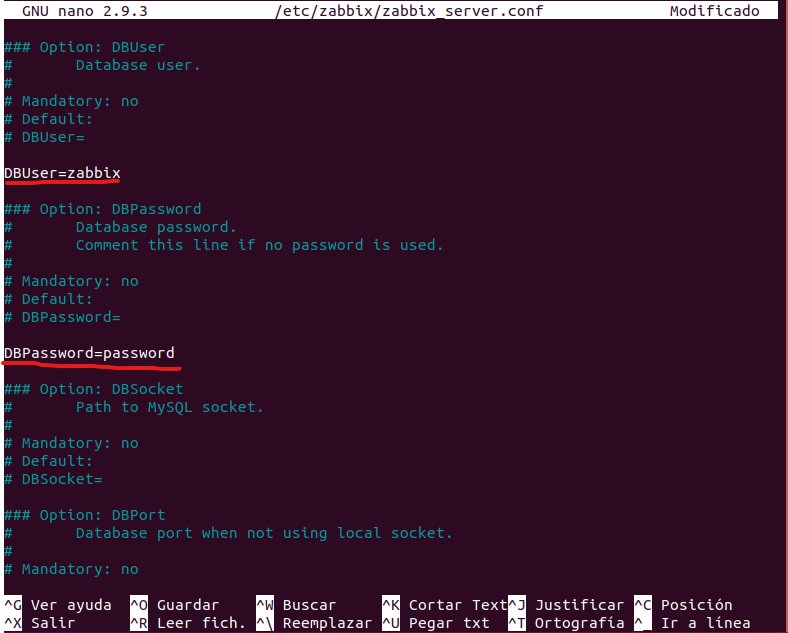 GNU nano 2.9.3 /etc/zabbix/zabbix_server.conf Modificado
### Option: DBUser
# Database user.
#
# Mandatory: no
# Default:
# DBUser=
DBUser=zabbix
### Option: DBPassword
# Database password.
# Comment this line if no password is used.
#
# Mandatory: no
# Default:
# DBPassword=
DBPassword=password
### Option: DBSocket
# Path to MySQL socket.
#
# Mandatory: no
# Default:
# DBSocket=
### Option: DBPort
# Database port when not using local socket.
#
# Mandatory: no
^G Ver ayuda ^O Guardar ^W Buscar ^K Cortar Text ^J Justificar ^C Posición
^X Salir ^R Leer fich. ^\ Reemplazar ^U Pegar txt ^T Ortografía ^_ Ir a línea